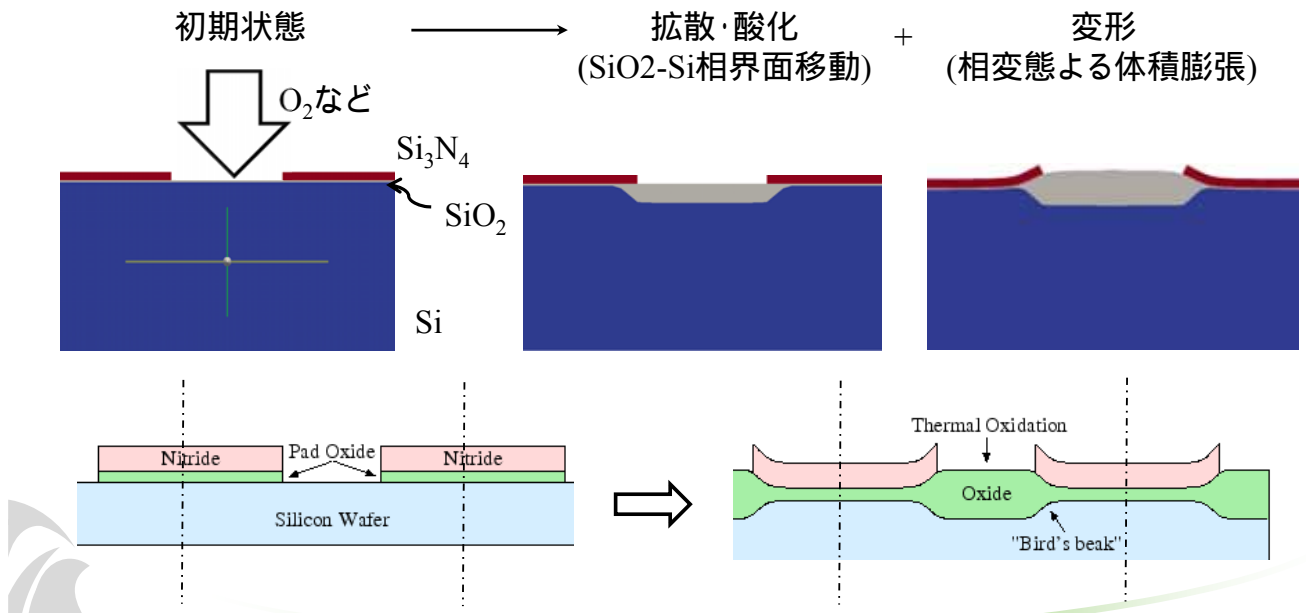 初期状態
拡散・酸化
(SiO2-Si相界面移動)
+
変形
(相変態よる体積膨張)
O₂など
Si₃N₄
SiO₂
Si
Nitride
Pad Oxide
Nitride
Silicon Wafer
Thermal Oxidation
Oxide
"Bird's beak"